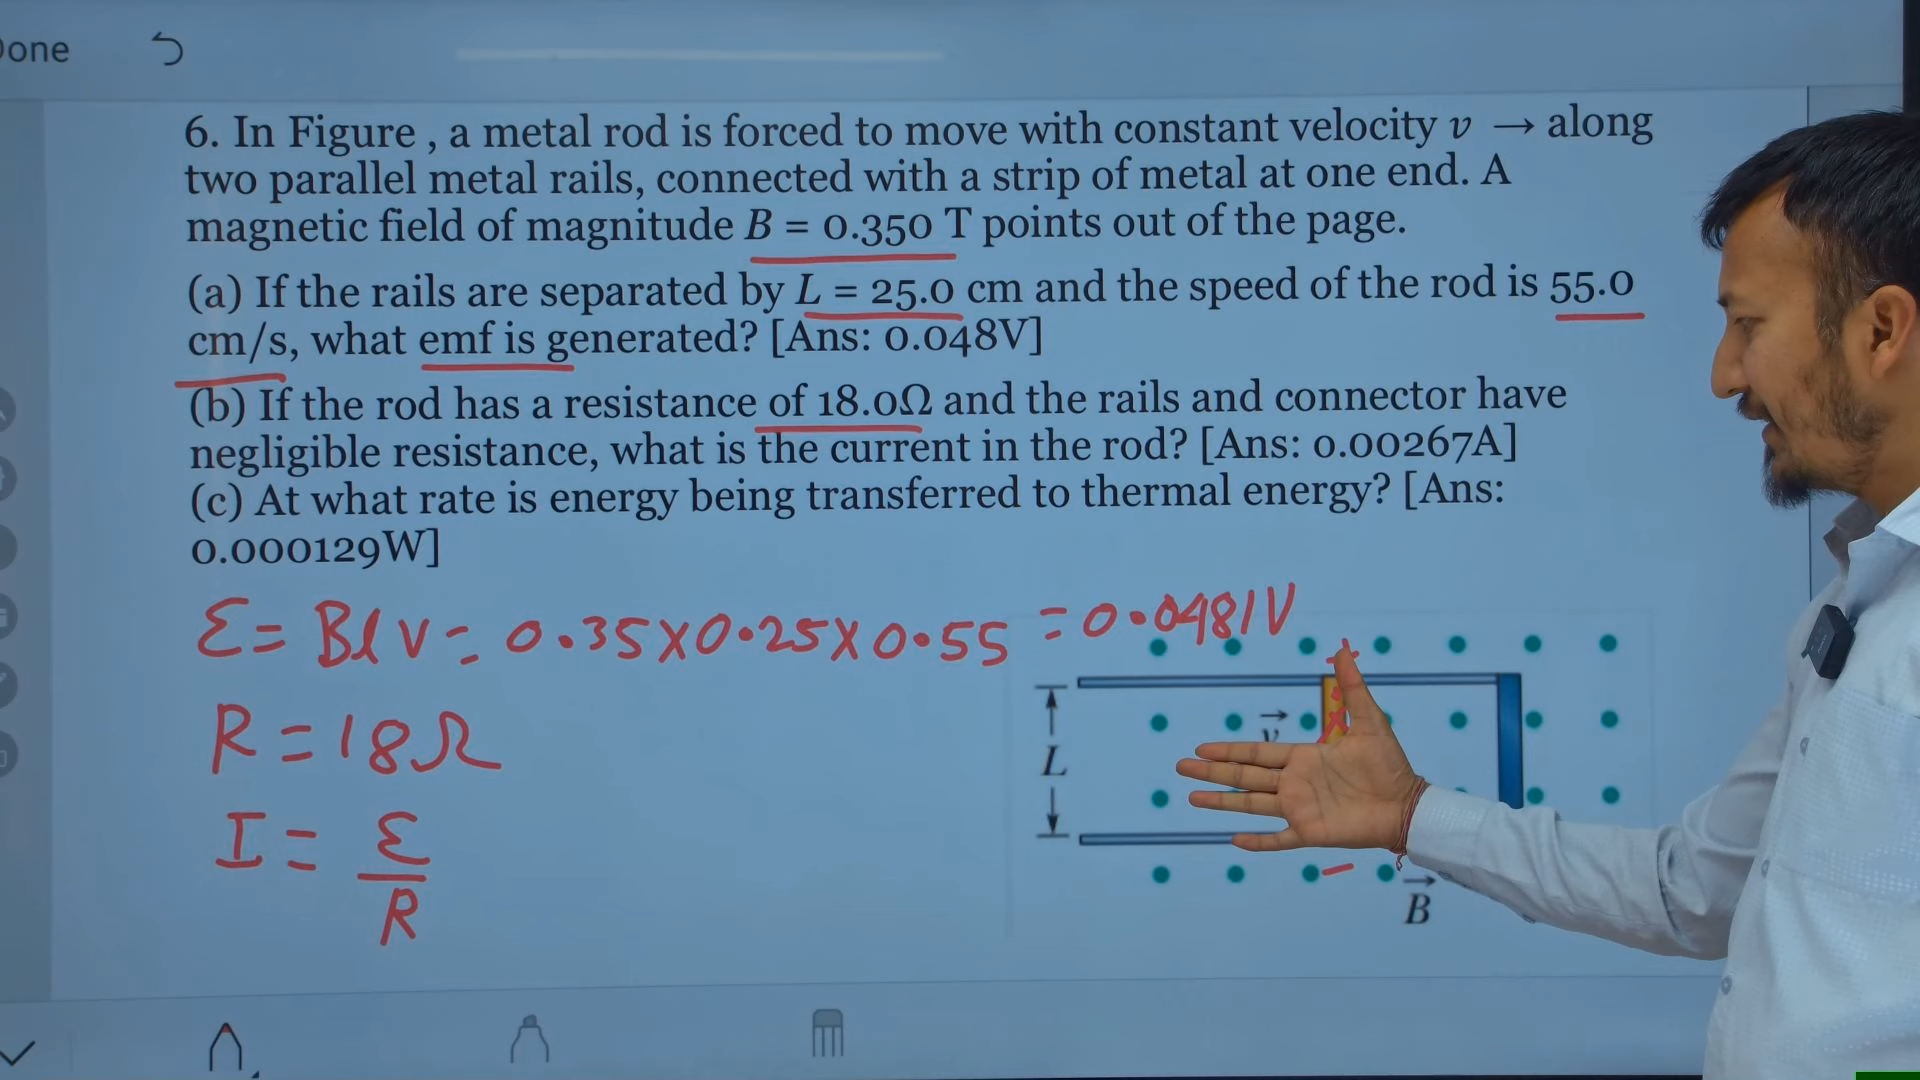 Done
6. In Figure , a metal rod is forced to move with constant velocity v → along
two parallel metal rails, connected with a strip of metal at one end. A
magnetic field of magnitude B = 0.350 T points out of the page.
(a) If the rails are separated by L = 25.0 cm and the speed of the rod is 55.0
cm/s, what emf is generated? [Ans: 0.048V]
(b) If the rod has a resistance of 18.0Ω and the rails and connector have
negligible resistance, what is the current in the rod? [Ans: 0.00267A]
(c) At what rate is energy being transferred to thermal energy? [Ans:
0.000129W]
Ɛ = Blv = 0.35×0.25×0.55 = 0.0481V
R = 18Ω
I = Ɛ/R
+
v→
L
−
B→